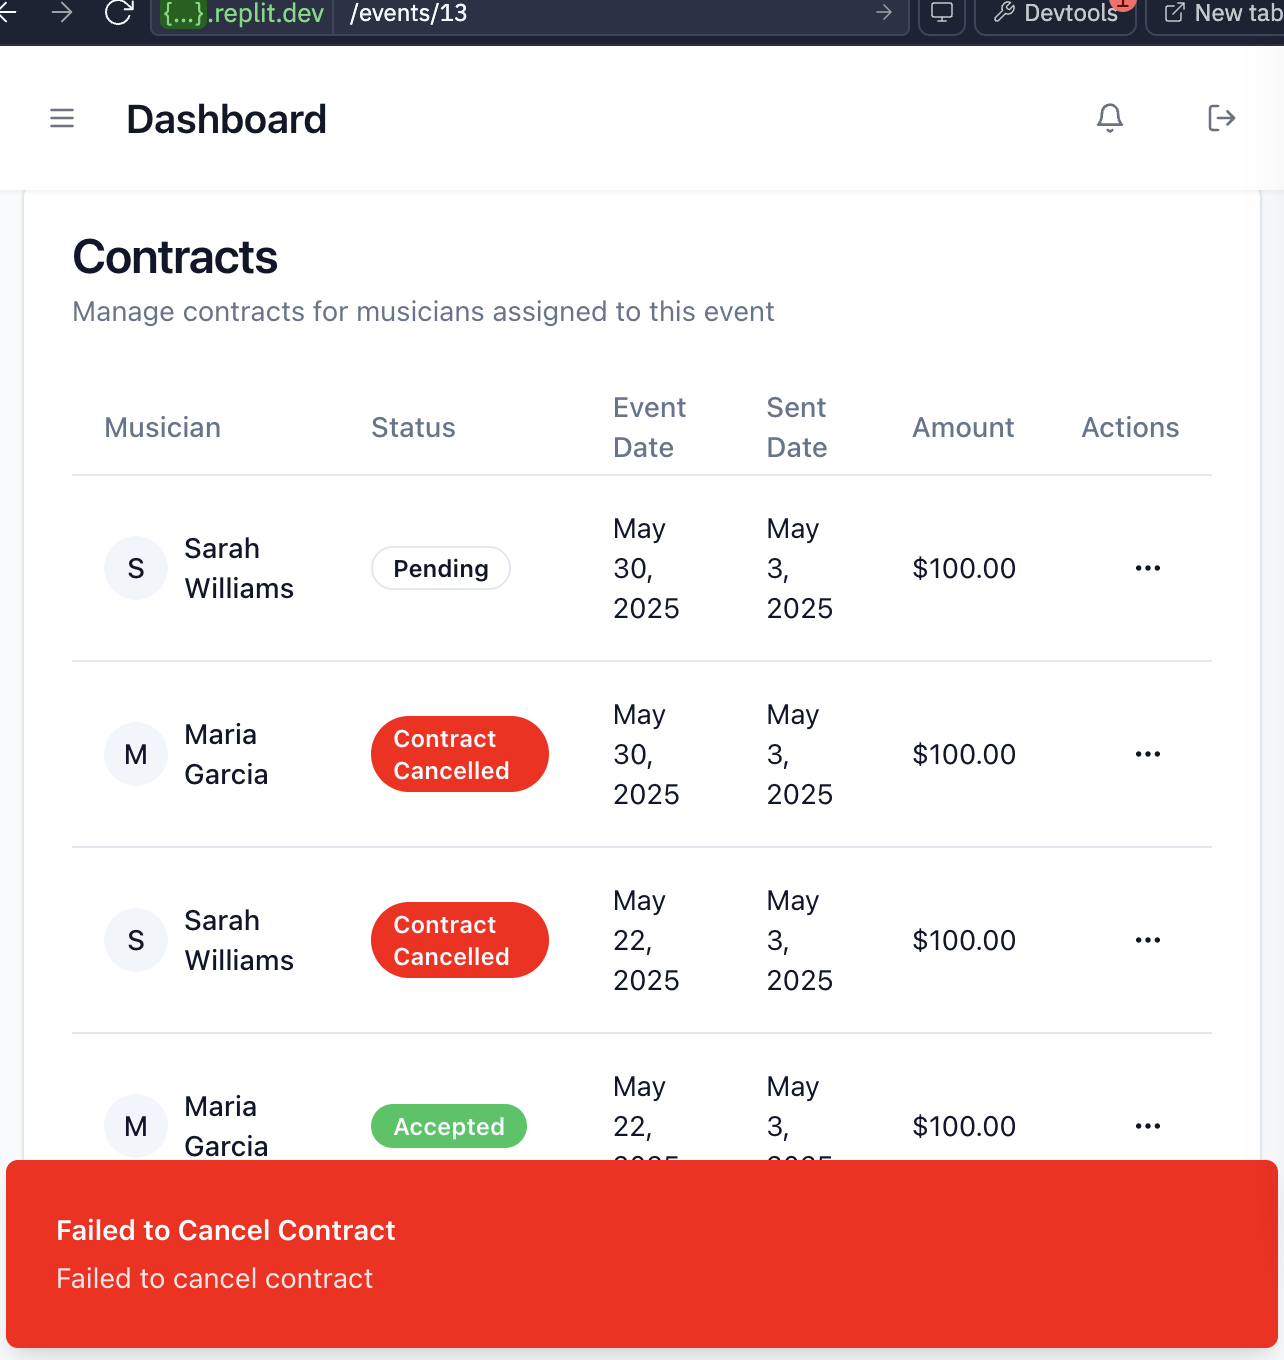 {...}.replit.dev /events/13 Devtools 1 New tab
Dashboard
Contracts
Manage contracts for musicians assigned to this event
Musician Status Event Date Sent Date Amount Actions
S Sarah Williams Pending May 30, 2025 May 3, 2025 $100.00 ...
M Maria Garcia Contract Cancelled May 30, 2025 May 3, 2025 $100.00 ...
S Sarah Williams Contract Cancelled May 22, 2025 May 3, 2025 $100.00 ...
M Maria Garcia Accepted May 22, 2025 May 3, 2025 $100.00 ...
Failed to Cancel Contract
Failed to cancel contract